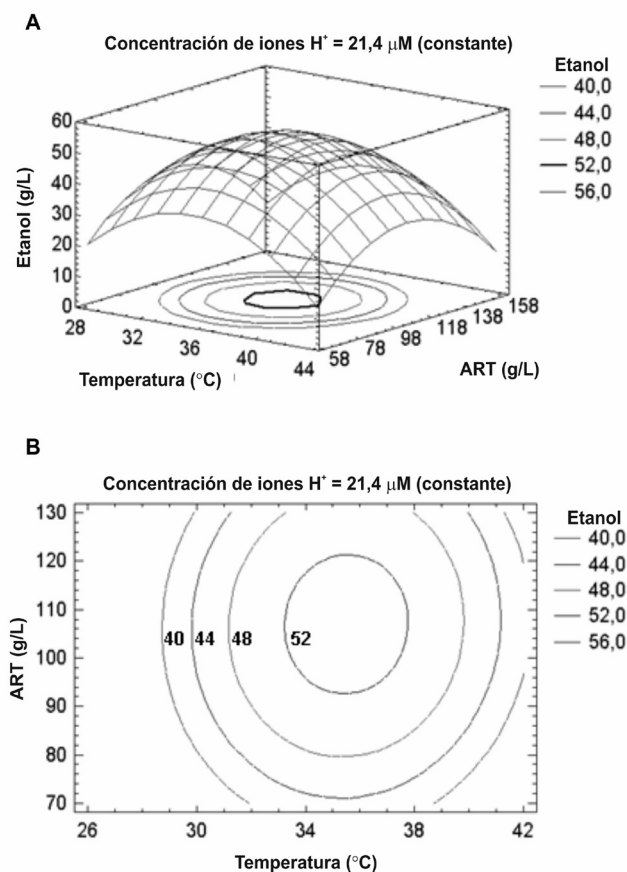 A
Concentración de iones H⁺ = 21,4 μM (constante)
Etanol
40,0
44,0
48,0
52,0
56,0
Etanol (g/L)
60
50
40
30
20
10
0
28
32
36
40
44
Temperatura (°C)
58
78
98
118
138
158
ART (g/L)
B
Concentración de iones H⁺ = 21,4 μM (constante)
Etanol
40,0
44,0
48,0
52,0
56,0
ART (g/L)
130
120
110
100
90
80
70
40 44 48 52
26 30 34 38 42
Temperatura (°C)